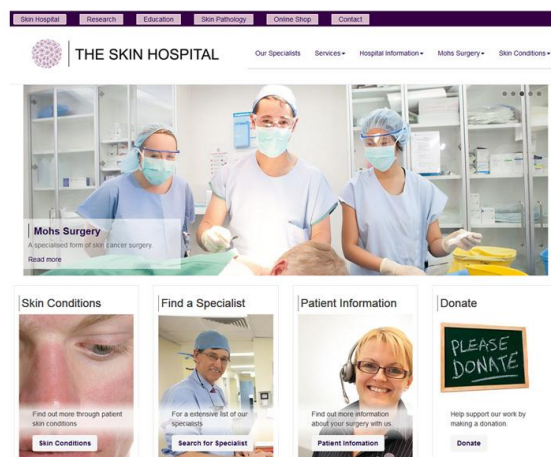 Skin Hospital Research Education Skin Pathology Online Shop Contact
THE SKIN HOSPITAL
Our Specialists Services Hospital Information Mohs Surgery Skin Conditions
Mohs Surgery
A specialised form of skin cancer surgery.
Read more
Skin Conditions
Find out more through patient
skin conditions
Skin Conditions
Find a Specialist
For a extensive list of our
specialists
Search for Specialist
Patient Information
Find out more information
about your surgery with us
Patient Infomation
Donate
PLEASE
DONATE
Help support our work by
making a donation.
Donate